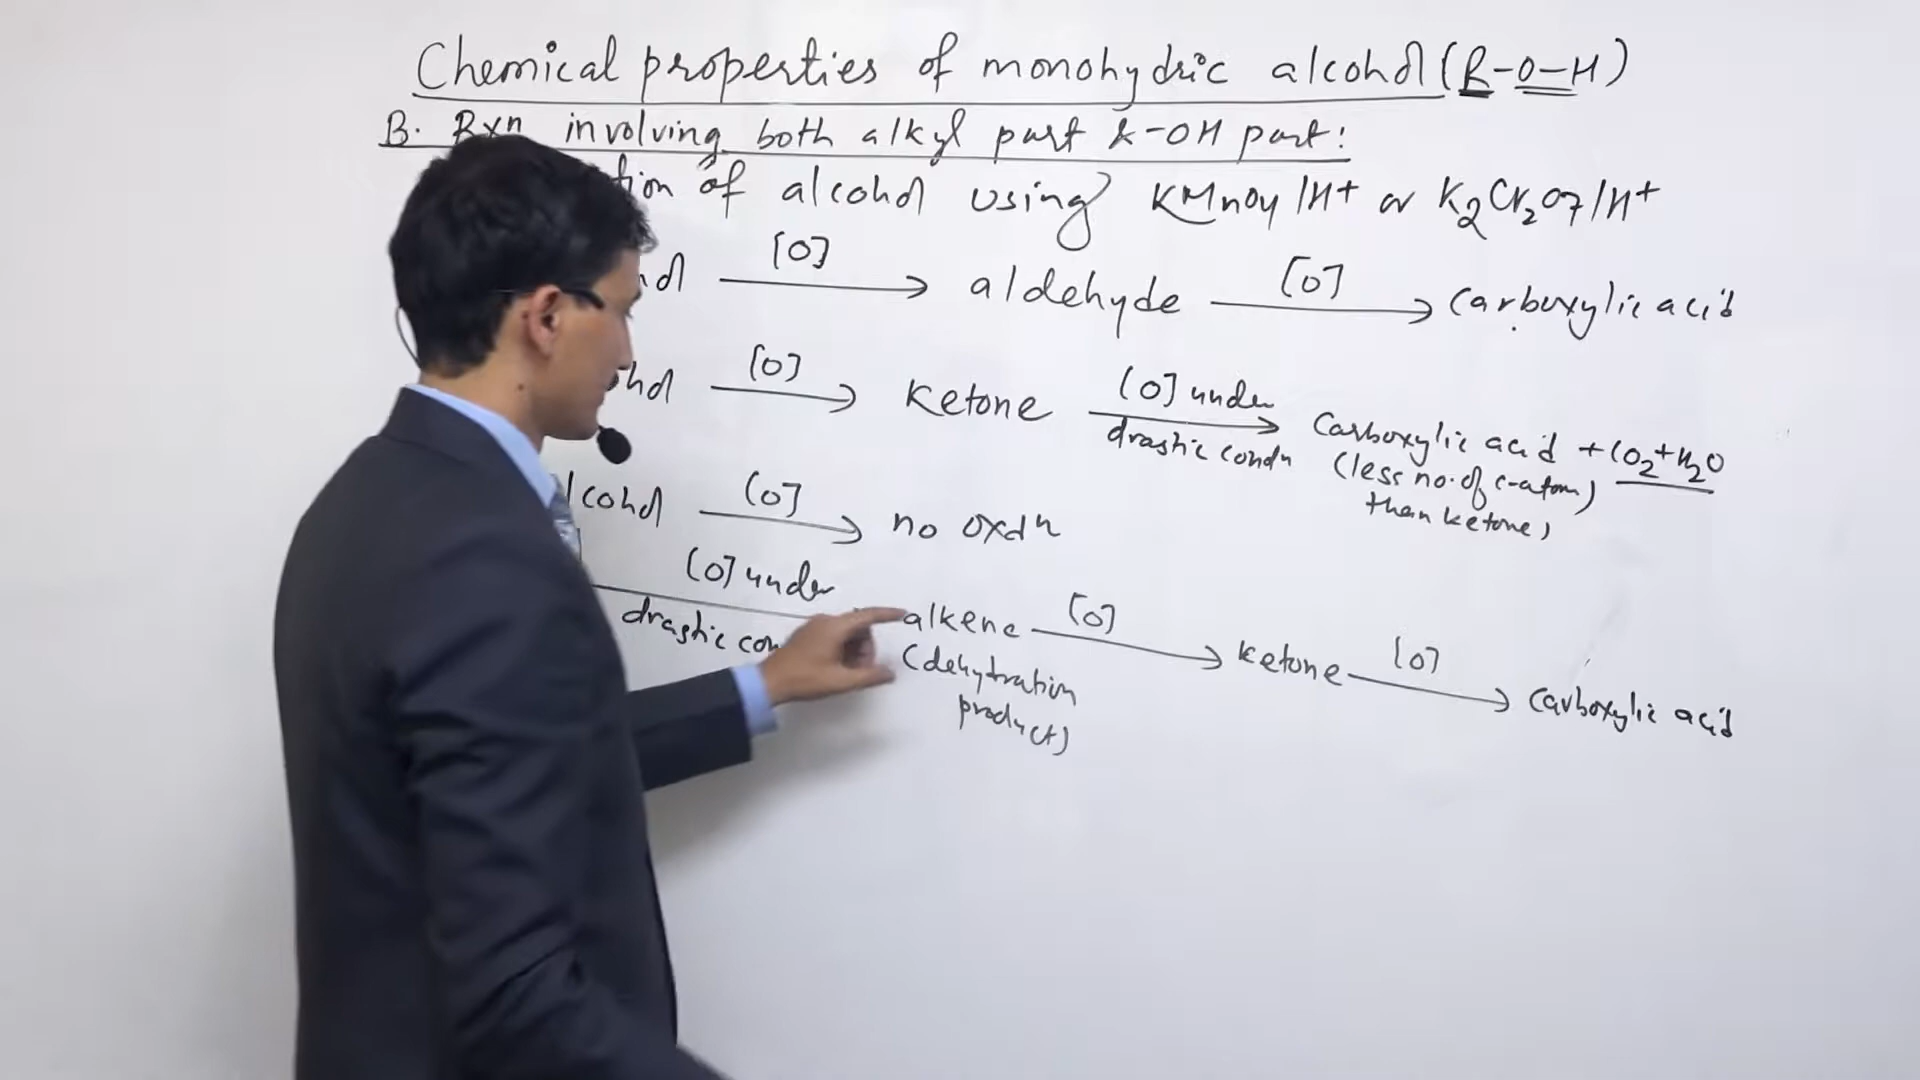 Chemical properties of monohydric alcohol (R-O-H)
B. Rxn involving both alkyl part & -OH part:
tion of alcohol using KMnO4/H+ or K2Cr2O7/H+
[O] → aldehyde [O] → Carboxylic acid
[O] → Ketone [O] under drastic condn → Carboxylic acid + CO2 + H2O
(less no. of c-atom)
than ketone)
lcohol [O] → no oxdn
[O] under
drastic con
alkene [O] → ketone [O] → Carboxylic acid
(dehydration
product)